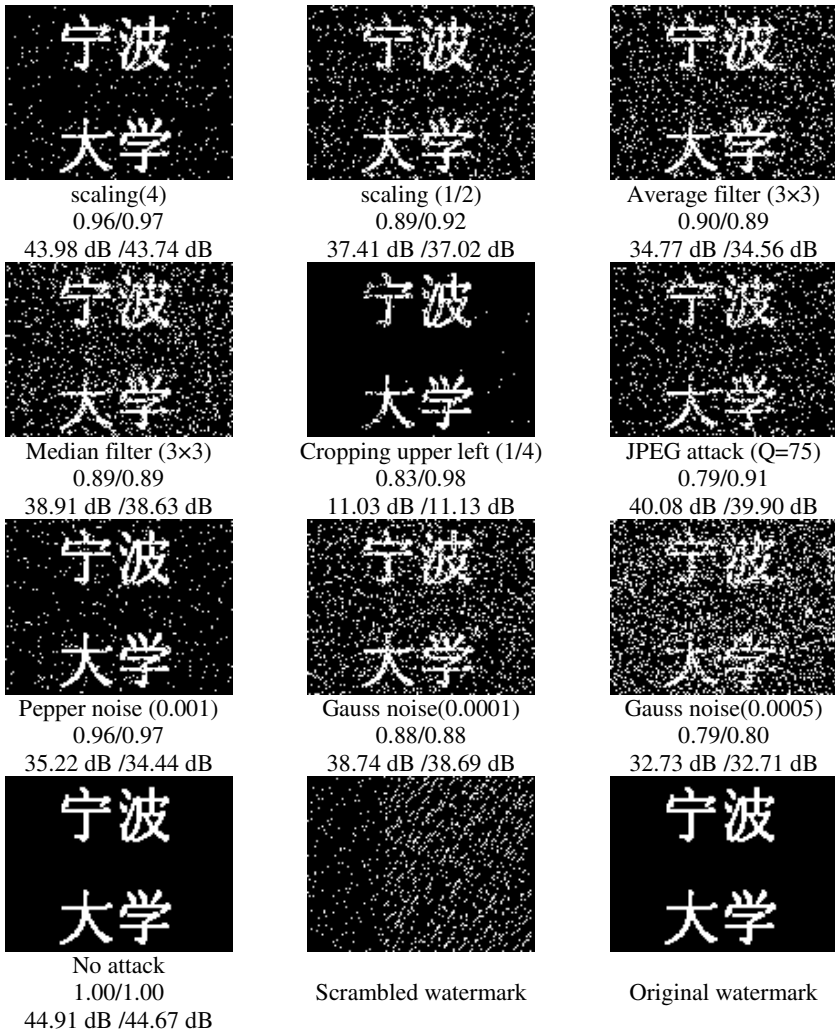 宁波
大学
scaling(4)
0.96/0.97
43.98 dB /43.74 dB
宁波
大学
scaling (1/2)
0.89/0.92
37.41 dB /37.02 dB
宁波
大学
Average filter (3×3)
0.90/0.89
34.77 dB /34.56 dB
宁波
大学
Median filter (3×3)
0.89/0.89
38.91 dB /38.63 dB
宁波
大学
Cropping upper left (1/4)
0.83/0.98
11.03 dB /11.13 dB
宁波
大学
JPEG attack (Q=75)
0.79/0.91
40.08 dB /39.90 dB
宁波
大学
Pepper noise (0.001)
0.96/0.97
35.22 dB /34.44 dB
宁波
大学
Gauss noise(0.0001)
0.88/0.88
38.74 dB /38.69 dB
宁波
大学
Gauss noise(0.0005)
0.79/0.80
32.73 dB /32.71 dB
宁波
大学
No attack
1.00/1.00
44.91 dB /44.67 dB
Scrambled watermark
宁波
大学
Original watermark